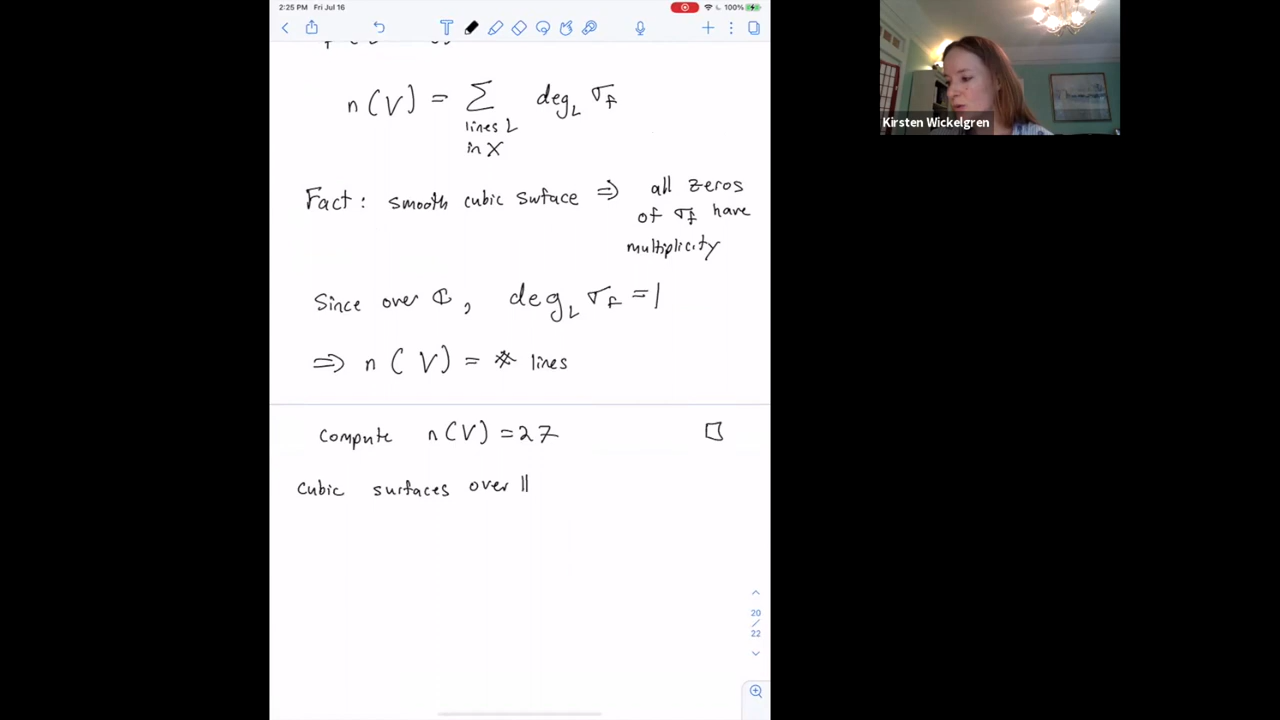 2:25 PM Fri Jul 16
100%
n(V) = Σ deg_L σ_f
lines L
in X
Fact: smooth cubic surface ⇒ all zeros
of σ_f have
multiplicity
Since over ℂ, deg_L σ_f = 1
⇒ n(V) = # lines
Compute n(V) = 27 □
Cubic surfaces over
20
/
22
Kirsten Wickelgren